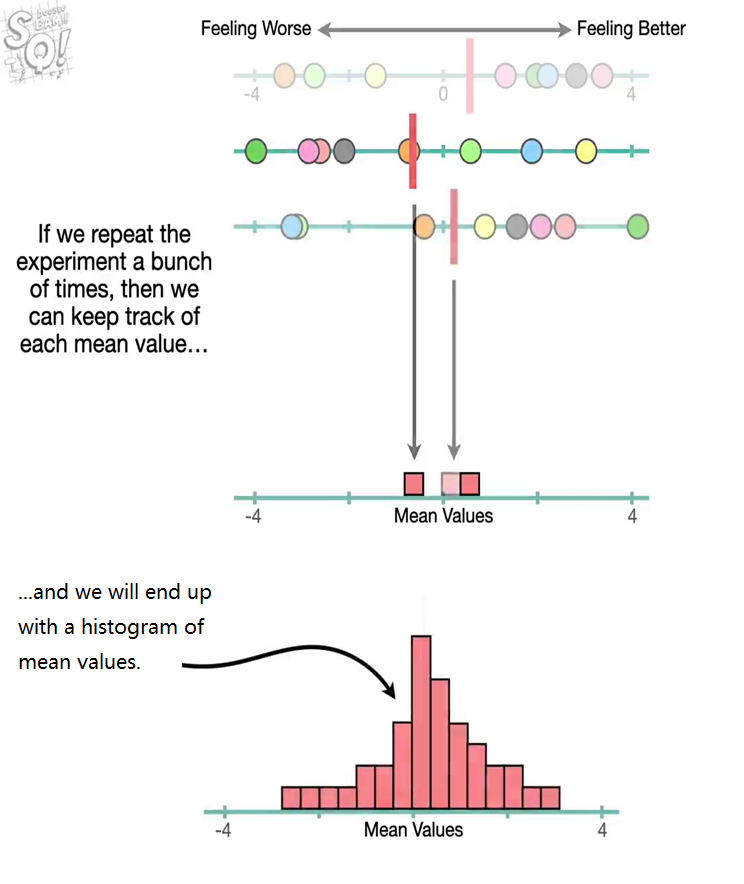 BAM!!!
SQ!
Feeling Worse Feeling Better
-4 0 4
If we repeat the
experiment a bunch
of times, then we
can keep track of
each mean value...
-4 Mean Values 4
...and we will end up
with a histogram of
mean values.
-4 Mean Values 4